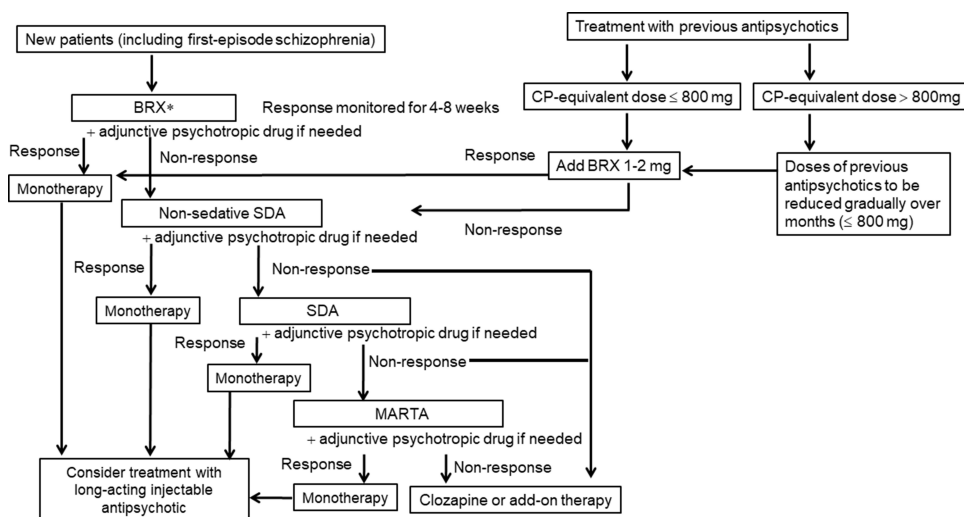 New patients (including first-episode schizophrenia)
Treatment with previous antipsychotics
BRX*
Response monitored for 4-8 weeks
CP-equivalent dose ≤ 800 mg
CP-equivalent dose > 800mg
+ adjunctive psychotropic drug if needed
Response
Non-response
Response
Add BRX 1-2 mg
Doses of previous
antipsychotics to be
reduced gradually over
months (≤ 800 mg)
Monotherapy
Non-sedative SDA
Non-response
+ adjunctive psychotropic drug if needed
Response
Non-response
Monotherapy
SDA
+ adjunctive psychotropic drug if needed
Response
Non-response
Monotherapy
MARTA
+ adjunctive psychotropic drug if needed
Response
Non-response
Consider treatment with
long-acting injectable
antipsychotic
Monotherapy
Clozapine or add-on therapy